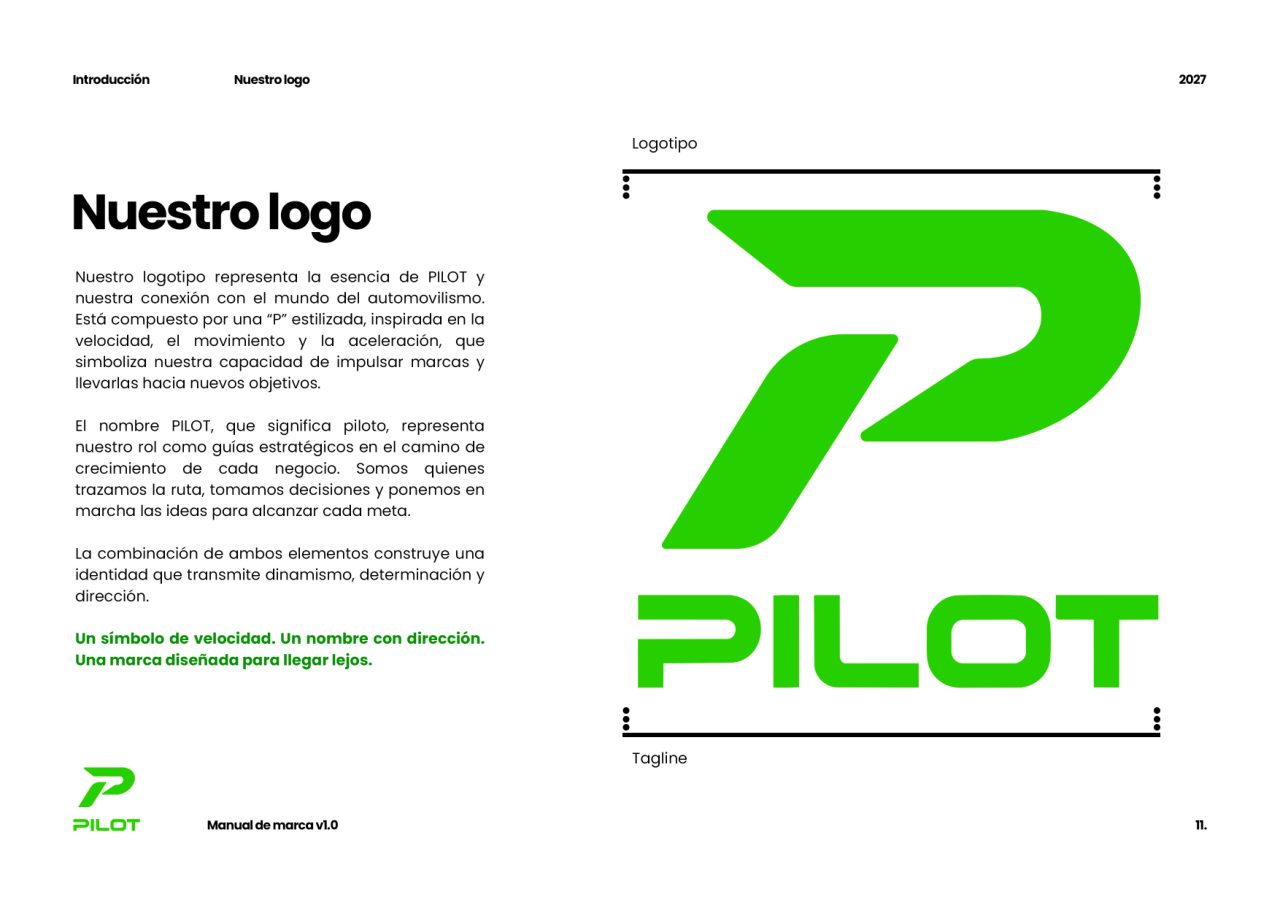 Introducción
Nuestro logo
2027
Nuestro logo
Nuestro logotipo representa la esencia de PILOT y
nuestra conexión con el mundo del automovilismo.
Está compuesto por una “P” estilizada, inspirada en la
velocidad, el movimiento y la aceleración, que
simboliza nuestra capacidad de impulsar marcas y
llevarlas hacia nuevos objetivos.
El nombre PILOT, que significa piloto, representa
nuestro rol como guías estratégicos en el camino de
crecimiento de cada negocio. Somos quienes
trazamos la ruta, tomamos decisiones y ponemos en
marcha las ideas para alcanzar cada meta.
La combinación de ambos elementos construye una
identidad que transmite dinamismo, determinación y
dirección.
Un símbolo de velocidad. Un nombre con dirección.
Una marca diseñada para llegar lejos.
Logotipo
P
PILOT
Tagline
P
PILOT
Manual de marca v1.0
11.